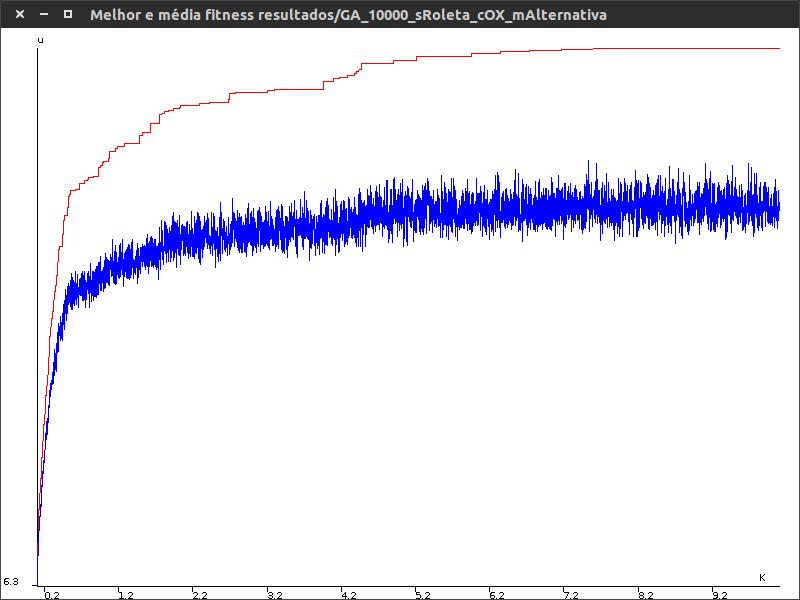 Melhor e média fitness resultados/GA_10000_sRoleta_cOX_mAlternativa
u
6.3
K
0.2 1.2 2.2 3.2 4.2 5.2 6.2 7.2 8.2 9.2